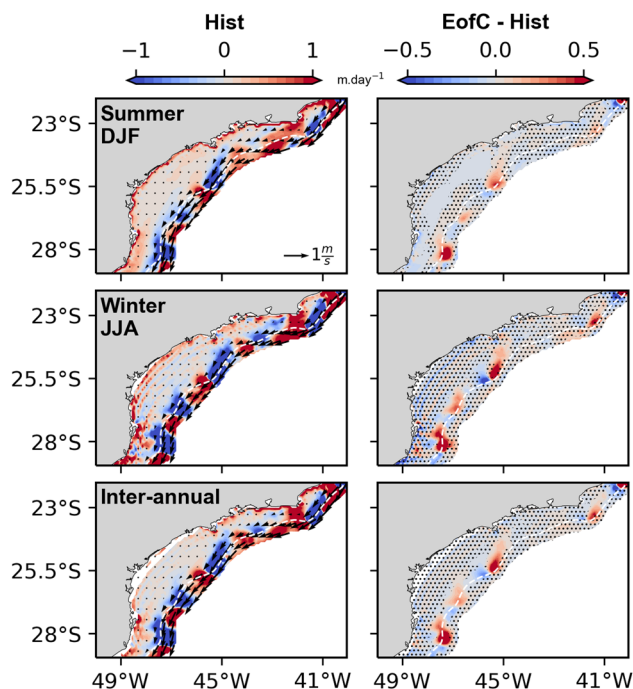 Hist
EofC - Hist
−1 0 1
m.day⁻¹
−0.5 0.0 0.5
Summer
DJF
23°S
25.5°S
28°S
1 m/s
Winter
JJA
23°S
25.5°S
28°S
Inter-annual
23°S
25.5°S
28°S
49°W 45°W 41°W
49°W 45°W 41°W